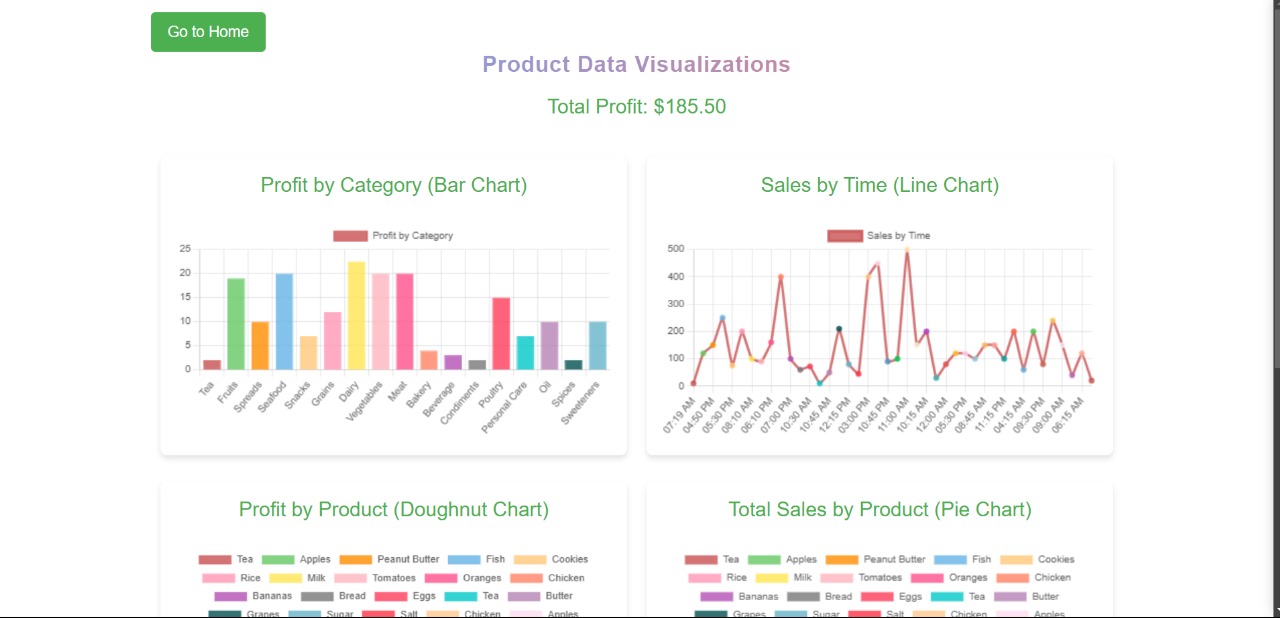 Go to Home
Product Data Visualizations
Total Profit: $185.50
Profit by Category (Bar Chart)
Profit by Category
25
20
15
10
5
0
Tea
Fruits
Spreads
Seafood
Snacks
Grains
Dairy
Vegetables
Meat
Bakery
Beverage
Condiments
Poultry
Personal Care
Oil
Spices
Sweeteners
Sales by Time (Line Chart)
Sales by Time
500
400
300
200
100
0
07:19 AM
04:50 PM
05:30 PM
08:10 AM
06:10 PM
07:00 PM
10:30 AM
10:45 AM
12:15 PM
03:00 PM
10:45 PM
11:00 AM
10:15 AM
12:00 AM
05:30 PM
08:45 AM
11:15 PM
04:15 AM
09:30 PM
09:00 AM
06:15 AM
Profit by Product (Doughnut Chart)
Tea Apples Peanut Butter Fish Cookies
Rice Milk Tomatoes Oranges Chicken
Bananas Bread Eggs Tea Butter
Grapes Sugar Salt Chicken Apples
Total Sales by Product (Pie Chart)
Tea Apples Peanut Butter Fish Cookies
Rice Milk Tomatoes Oranges Chicken
Bananas Bread Eggs Tea Butter
Grapes Sugar Salt Chicken Apples